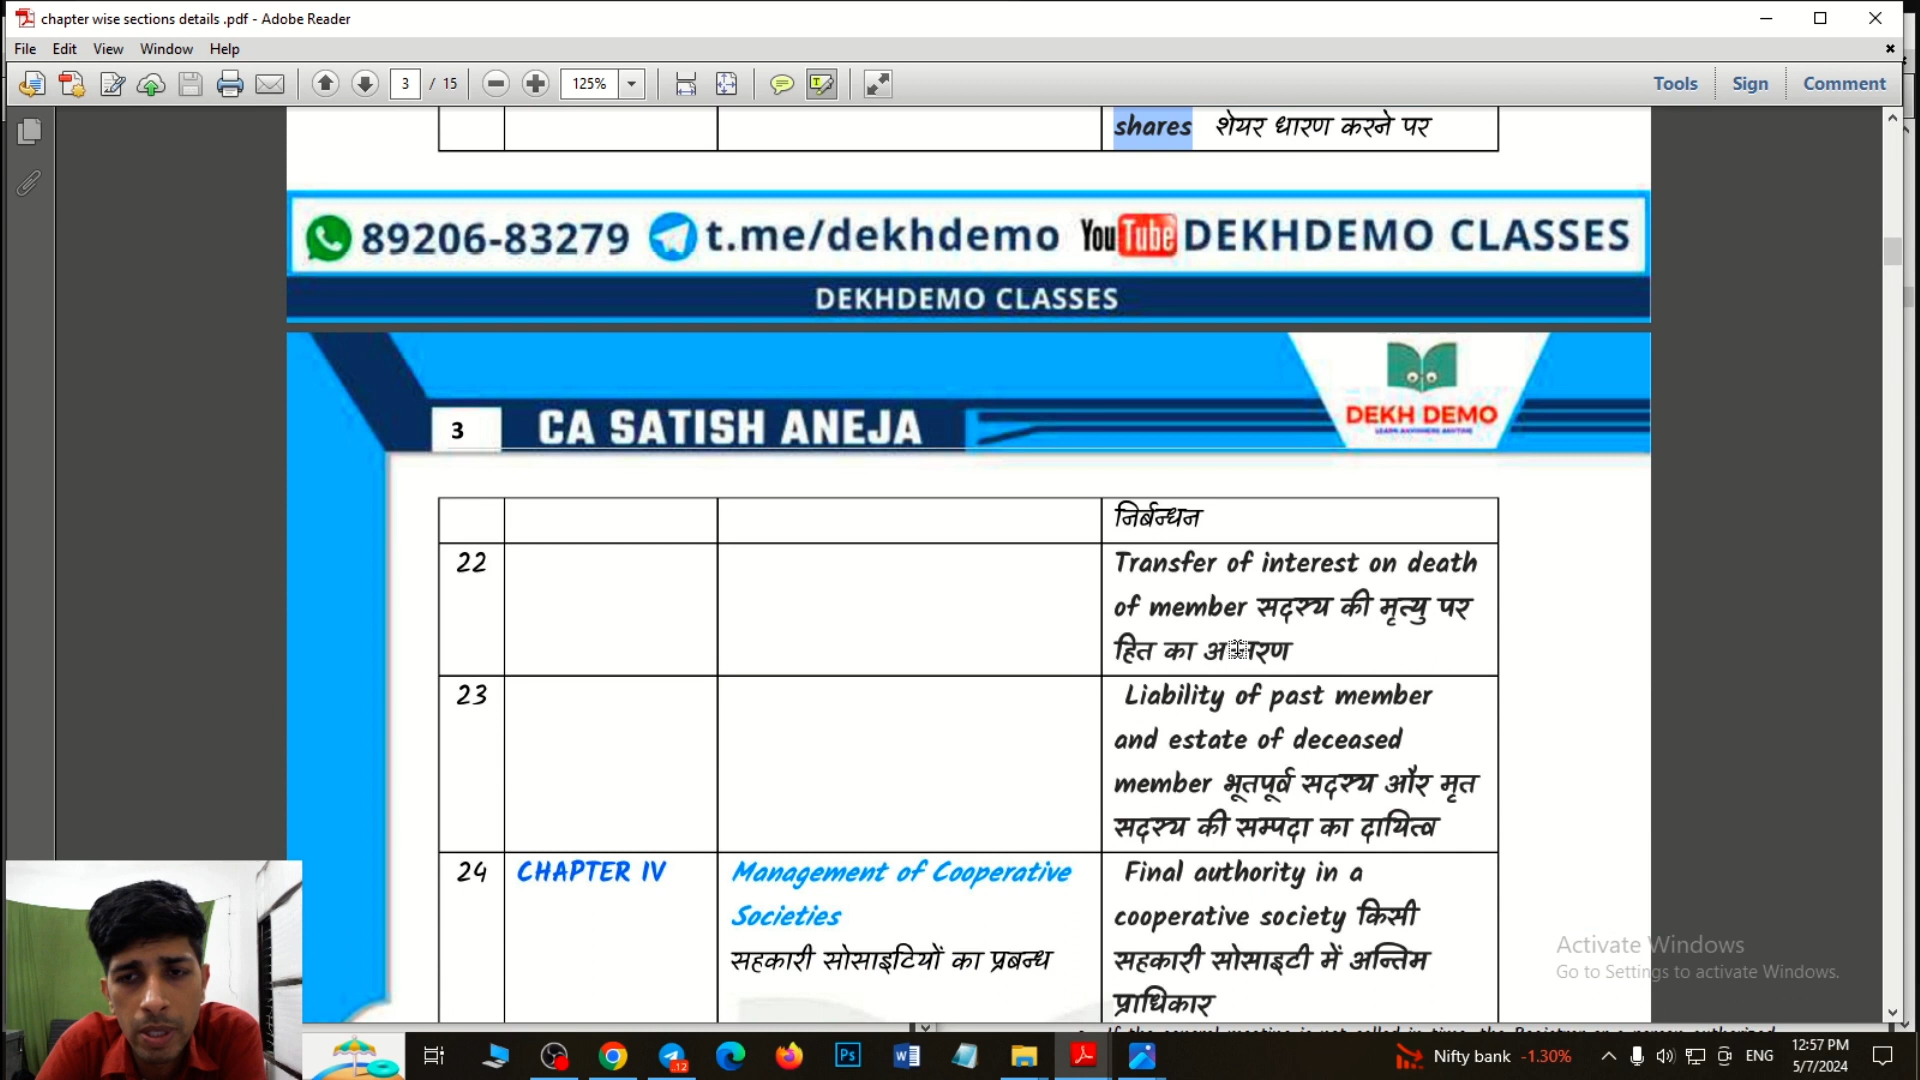 chapter wise sections details .pdf - Adobe Reader
File Edit View Window Help
3 / 15 125% Tools Sign Comment
shares शेयर धारण करने पर
89206-83279 t.me/dekhdemo YouTube DEKHDEMO CLASSES
DEKHDEMO CLASSES
3 CA SATISH ANEJA
DEKH DEMO
LEARN ANYWHERE ANYTIME
निर्बन्धन
22 Transfer of interest on death
of member सदस्य की मृत्यु पर
हित का
23 Liability of past member
and estate of deceased
member भूतपूर्व सदस्य और मृत
सदस्य की सम्पदा का दायित्व
24 CHAPTER IV Management of Cooperative Final authority in a
Societies cooperative society किसी
सहकारी सोसाइटियों का प्रबन्ध सहकारी सोसाइटी में अन्तिम
प्राधिकार
Activate Windows
Go to Settings to activate Windows.
Nifty bank -1.30% ENG 12:57 PM
5/7/2024